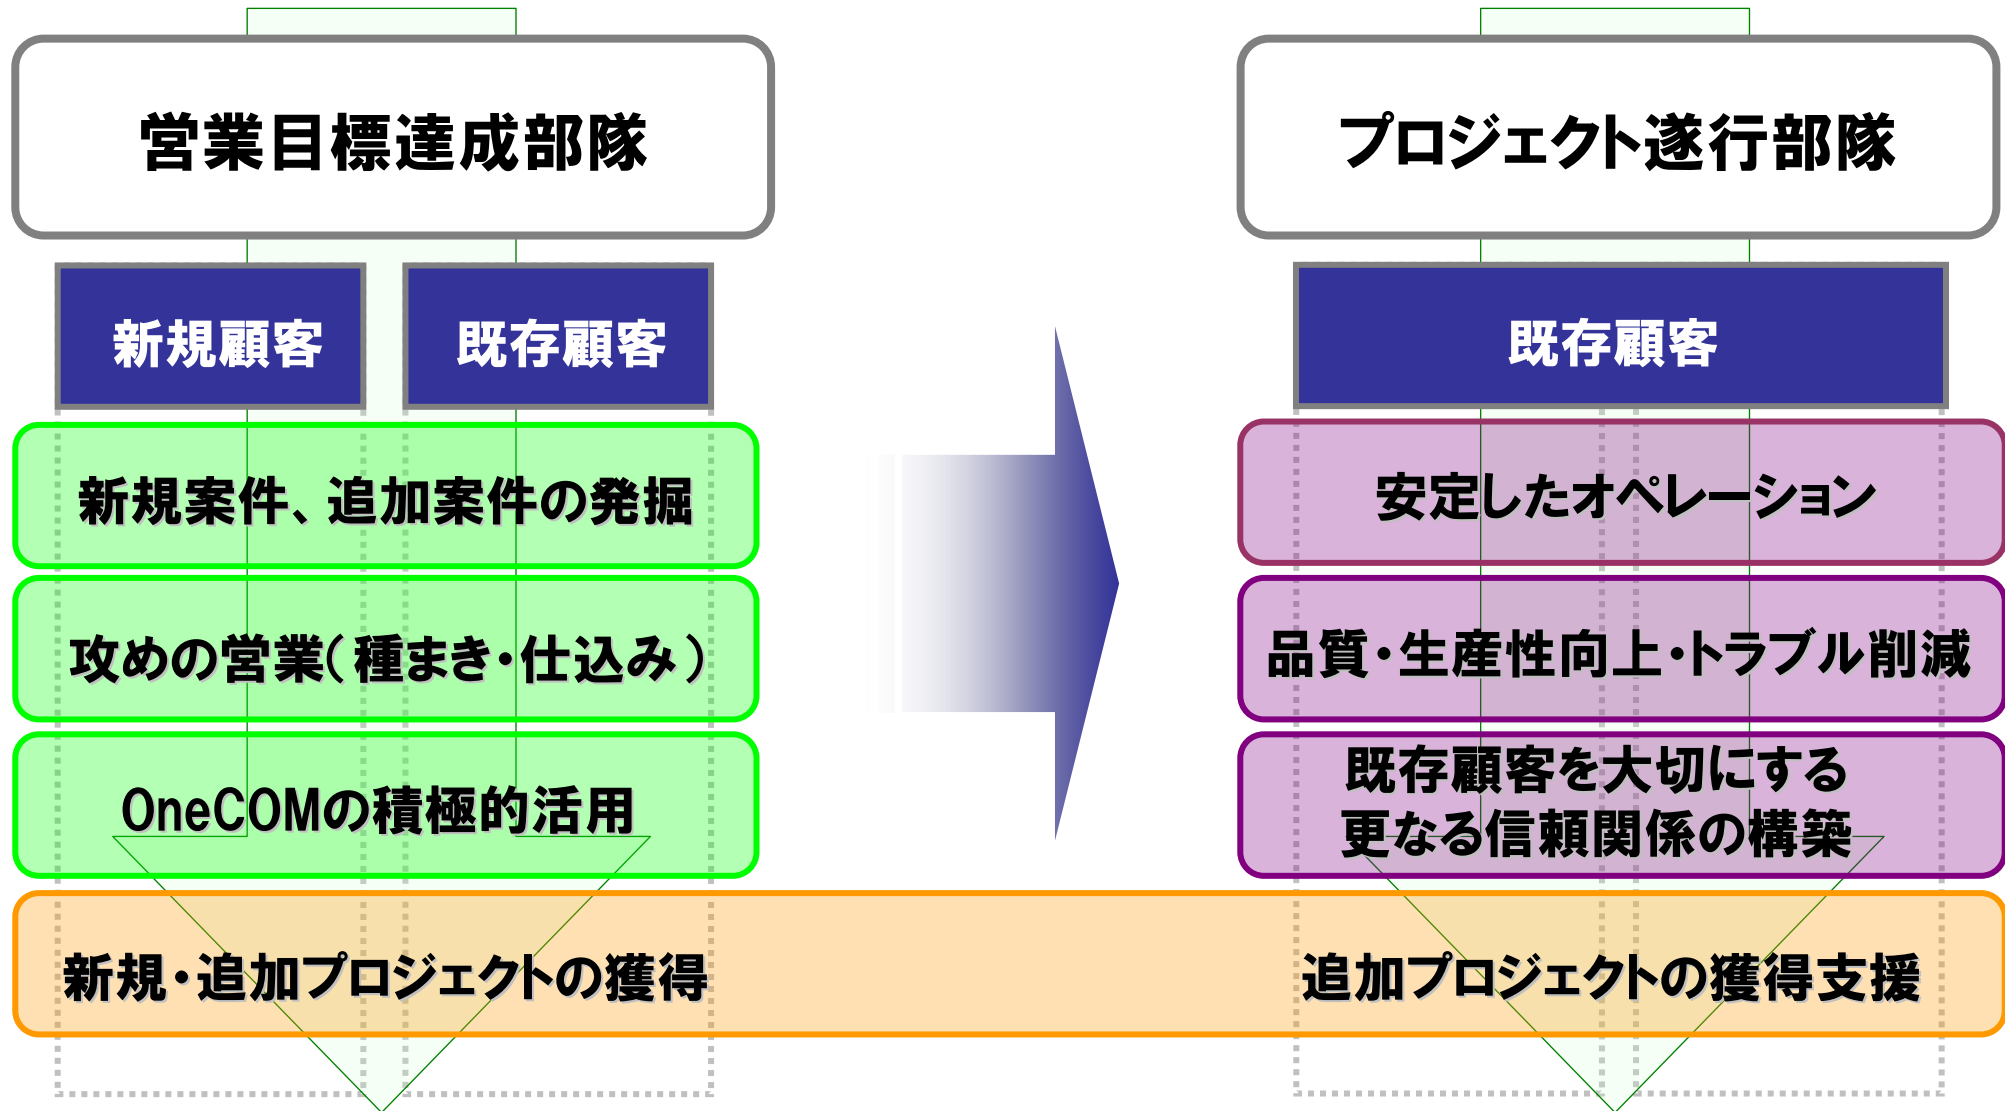 営業目標達成部隊
新規顧客
既存顧客
新規案件、追加案件の発掘
攻めの営業(種まき・仕込み)
OneCOMの積極的活用
新規・追加プロジェクトの獲得
プロジェクト遂行部隊
既存顧客
安定したオペレーション
品質・生産性向上・トラブル削減
既存顧客を大切にする
更なる信頼関係の構築
追加プロジェクトの獲得支援